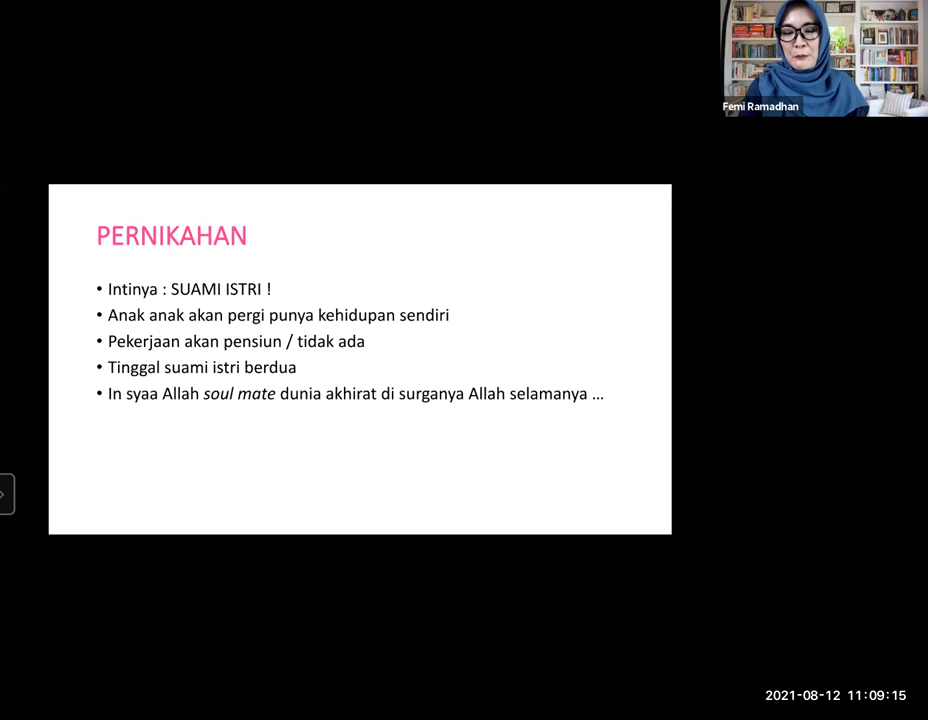 Femi Ramadhan
PERNIKAHAN
• Intinya : SUAMI ISTRI !
• Anak anak akan pergi punya kehidupan sendiri
• Pekerjaan akan pensiun / tidak ada
• Tinggal suami istri berdua
• In syaa Allah soul mate dunia akhirat di surganya Allah selamanya ...
2021-08-12 11:09:15